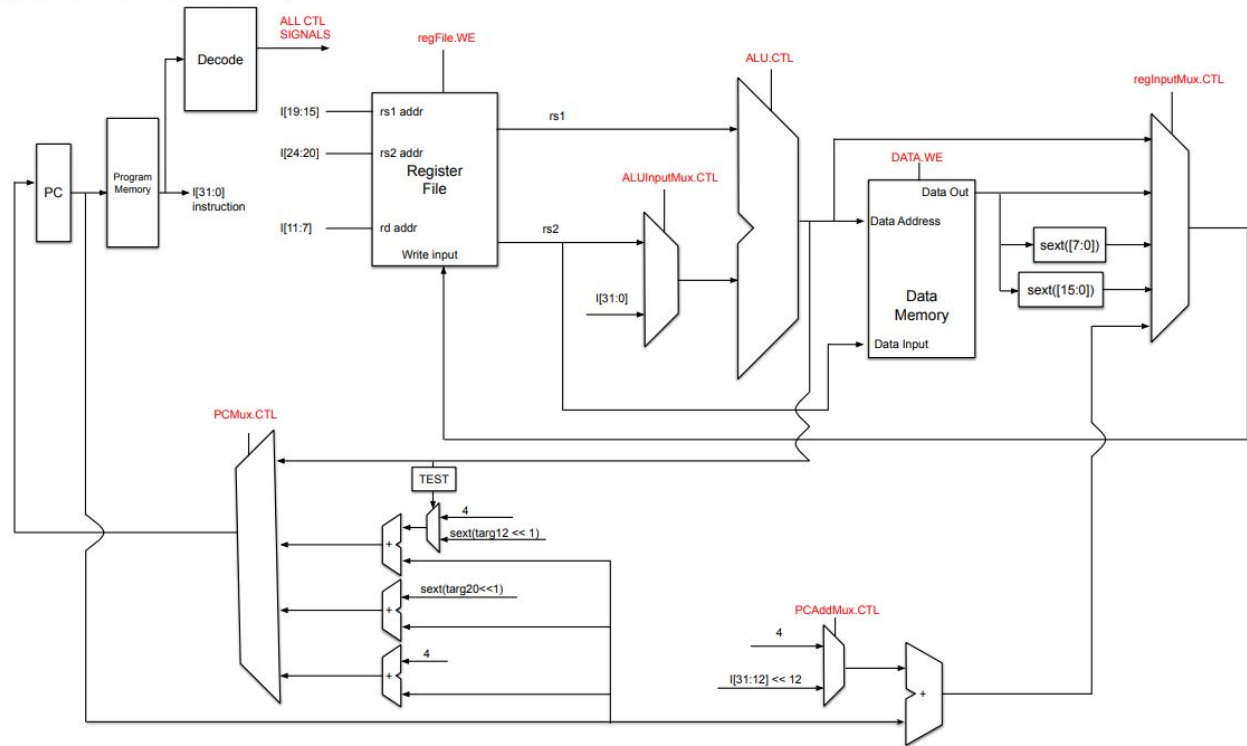 ALL CTL
SIGNALS
Decode
regFile.WE
ALU.CTL
regInputMux.CTL
I[19:15]
rs1 addr
rs1
I[24:20]
rs2 addr
Register
File
Program
Memory
PC
I[31:0]
instruction
ALUInputMux.CTL
DATA.WE
Data Out
Data Address
I[11:7]
rd addr
rs2
Write input
sext([7:0])
I[31:0]
sext([15:0])
Data
Memory
Data Input
PCMux.CTL
TEST
4
sext(targ12 << 1)
+
sext(targ20<<1)
+
4
+
PCAddMux.CTL
4
I[31:12] << 12
+